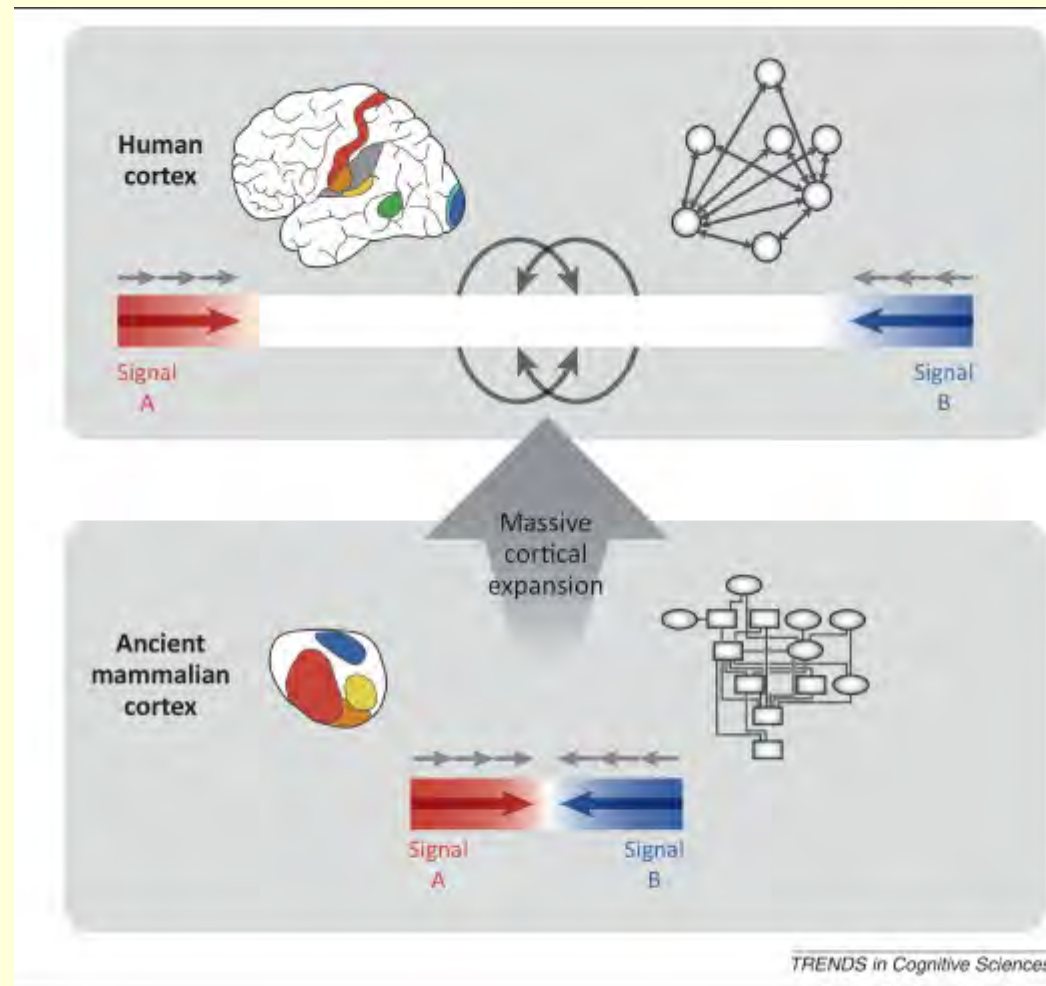 Human
cortex
Signal
A
Signal
B
Massive
cortical
expansion
Ancient
mammalian
cortex
Signal
A
Signal
B
TRENDS in Cognitive Sciences